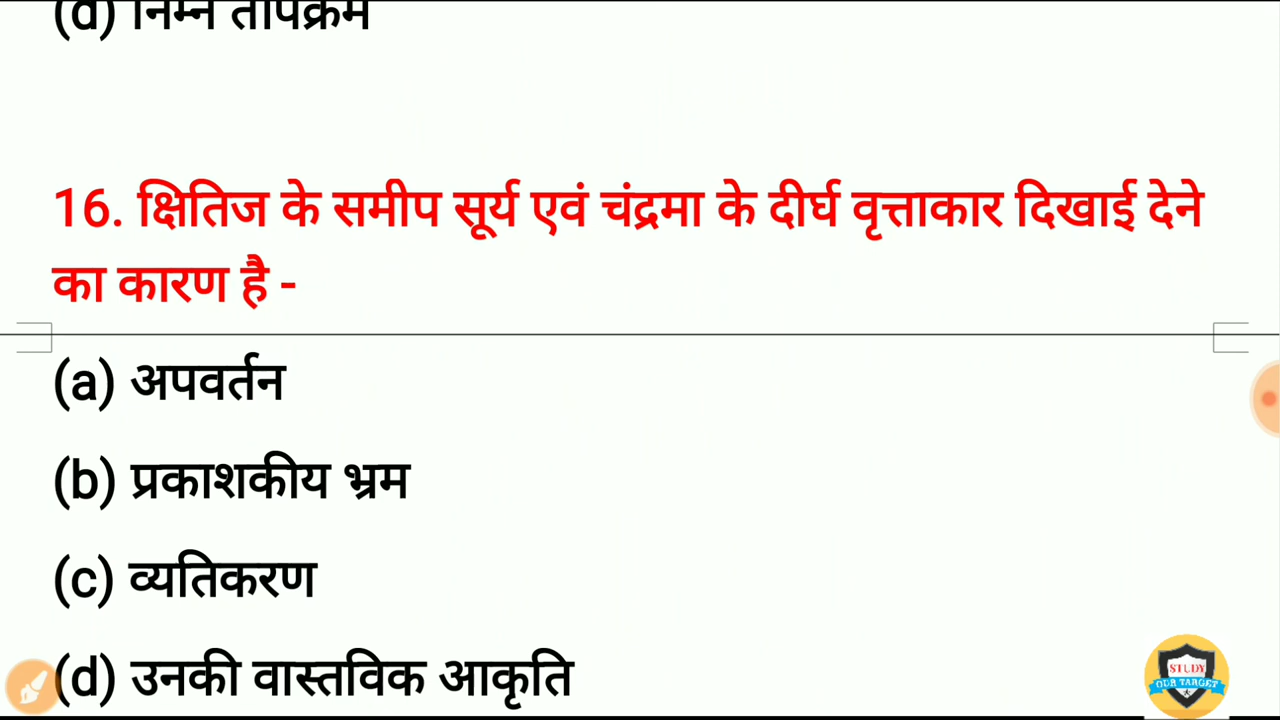 (d) निम्न तापक्रम
16. क्षितिज के समीप सूर्य एवं चंद्रमा के दीर्घ वृत्ताकार दिखाई देने
का कारण है -
(a) अपवर्तन
(b) प्रकाशकीय भ्रम
(c) व्यतिकरण
(d) उनकी वास्तविक आकृति
STUDY
OUR TARGET